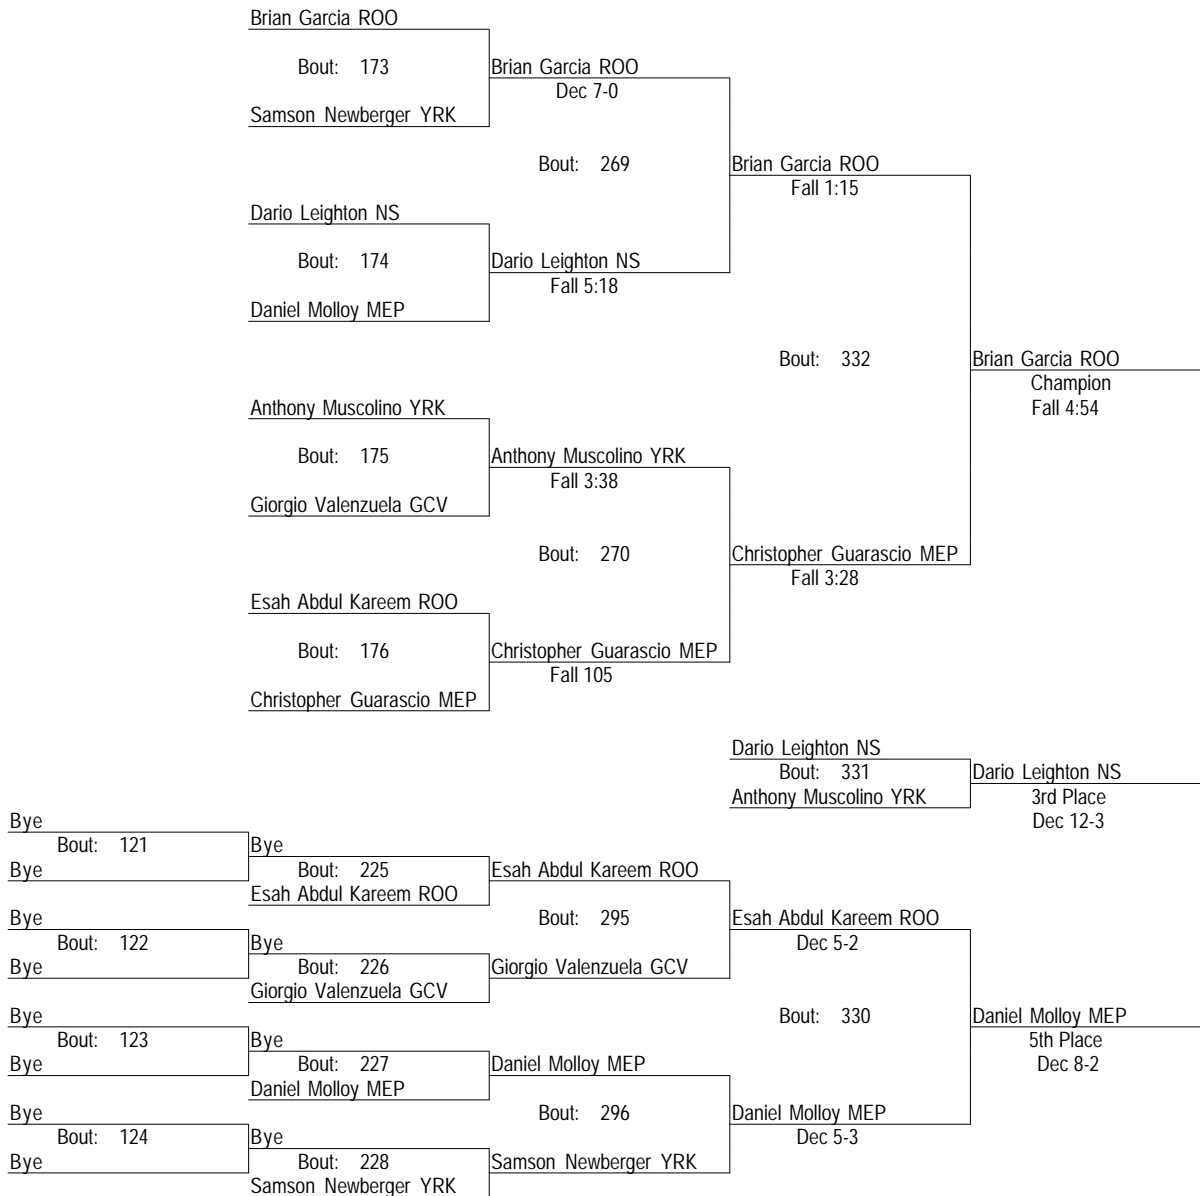 Brian Garcia ROO
Bout: 173
Brian Garcia ROO
Dec 7-0
Samson Newberger YRK
Bout: 269
Brian Garcia ROO
Fall 1:15
Dario Leighton NS
Bout: 174
Dario Leighton NS
Fall 5:18
Daniel Molloy MEP
Bout: 332
Brian Garcia ROO
Champion
Fall 4:54
Anthony Muscolino YRK
Bout: 175
Anthony Muscolino YRK
Fall 3:38
Giorgio Valenzuela GCV
Bout: 270
Christopher Guarascio MEP
Fall 3:28
Esah Abdul Kareem ROO
Bout: 176
Christopher Guarascio MEP
Fall 105
Christopher Guarascio MEP
Dario Leighton NS
Bout: 331
Dario Leighton NS
Anthony Muscolino YRK
3rd Place
Dec 12-3
Bye
Bout: 121
Bye
Bye
Bout: 225
Esah Abdul Kareem ROO
Esah Abdul Kareem ROO
Bye
Bout: 295
Esah Abdul Kareem ROO
Dec 5-2
Bout: 122
Bye
Bye
Bout: 226
Giorgio Valenzuela GCV
Giorgio Valenzuela GCV
Bye
Bout: 330
Daniel Molloy MEP
5th Place
Dec 8-2
Bout: 123
Bye
Bye
Bout: 227
Daniel Molloy MEP
Daniel Molloy MEP
Bye
Bout: 296
Daniel Molloy MEP
Dec 5-3
Bout: 124
Bye
Bye
Bout: 228
Samson Newberger YRK
Samson Newberger YRK